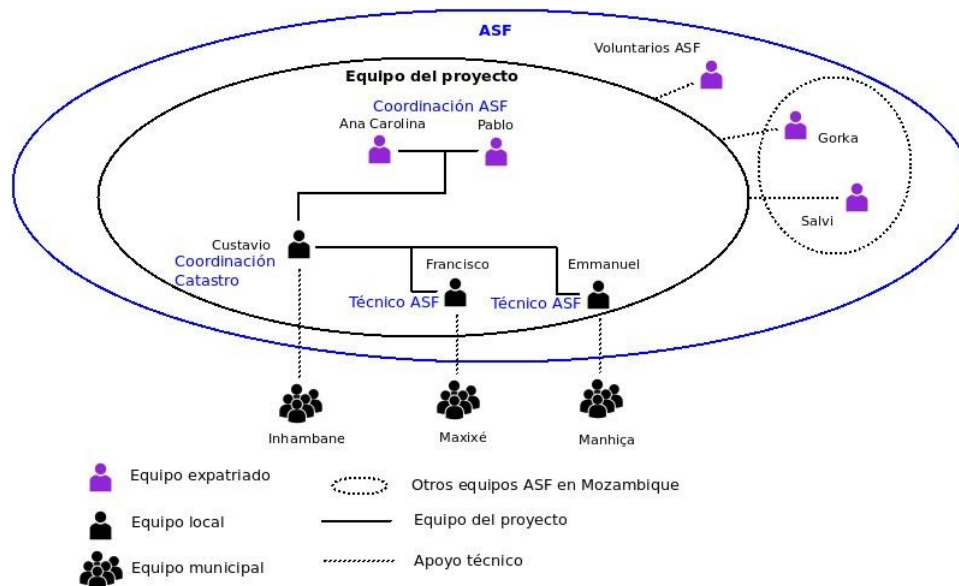 ASF
Voluntarios ASF
Equipo del proyecto
Coordinación ASF
Ana Carolina
Pablo
Gorka
Salvi
Custavio
Coordinación
Catastro
Francisco
Emmanuel
Técnico ASF
Técnico ASF
Inhambane
Maxixé
Manhiça
Equipo expatriado
Otros equipos ASF en Mozambique
Equipo local
Equipo del proyecto
Equipo municipal
Apoyo técnico